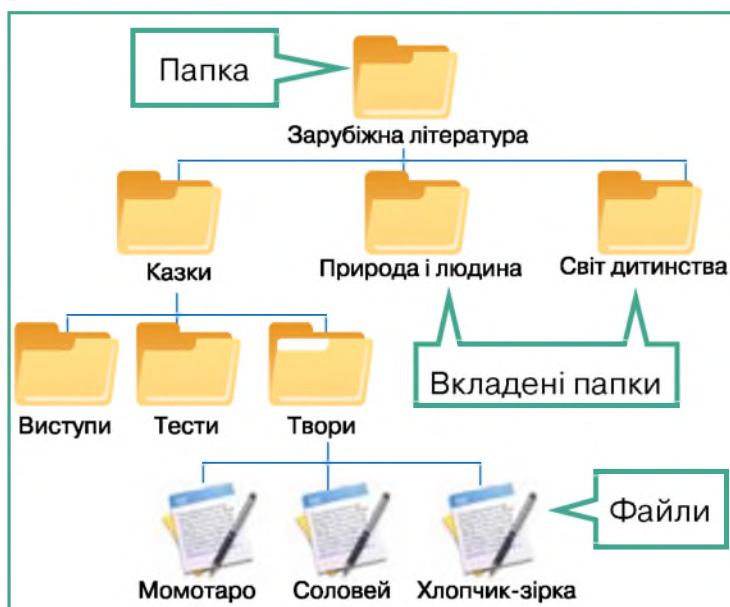 Папка
Зарубіжна література
Казки
Природа і людина
Світ дитинства
Вкладені папки
Виступи
Тести
Твори
Файли
Момотаро
Соловей
Хлопчик-зірка